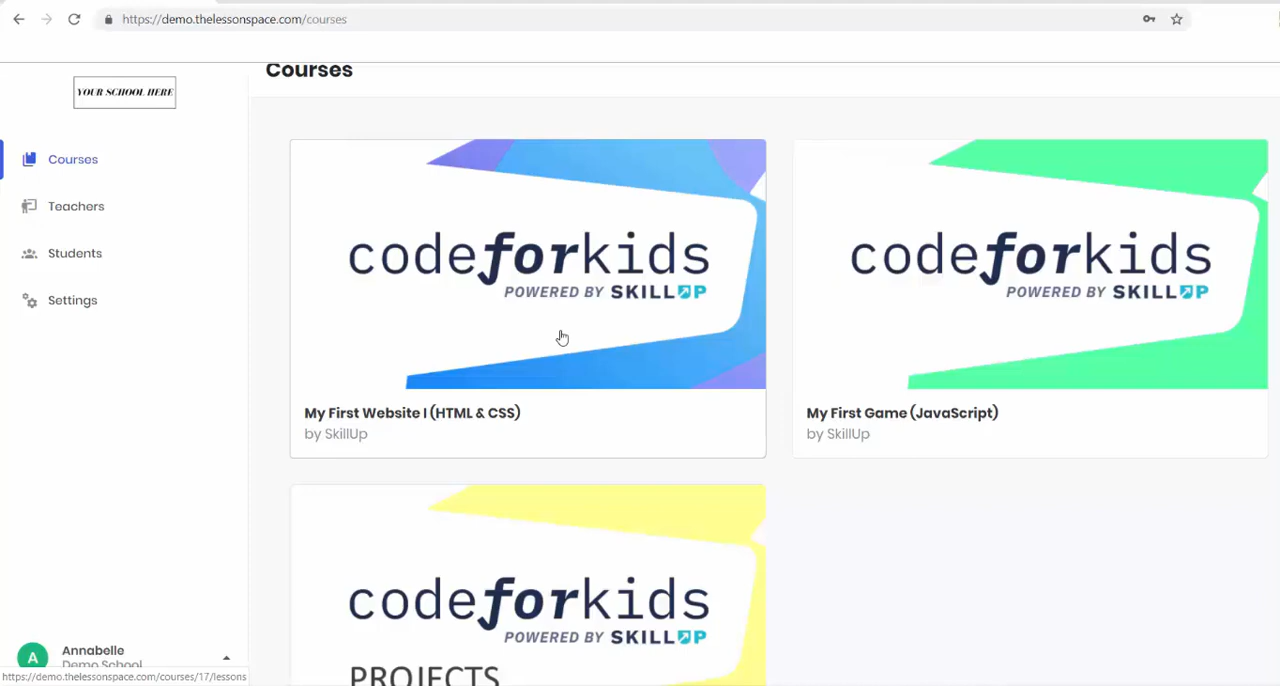 https://demo.thelessonspace.com/courses
YOUR SCHOOL HERE
Courses
Teachers
Students
Settings
Courses
codeforkids
POWERED BY SKILLUP
My First Website I (HTML & CSS)
by SkillUp
codeforkids
POWERED BY SKILLUP
My First Game (JavaScript)
by SkillUp
codeforkids
POWERED BY SKILLUP
PROJECTS
A
Annabelle
Demo School
https://demo.thelessonspace.com/courses/17/lessons